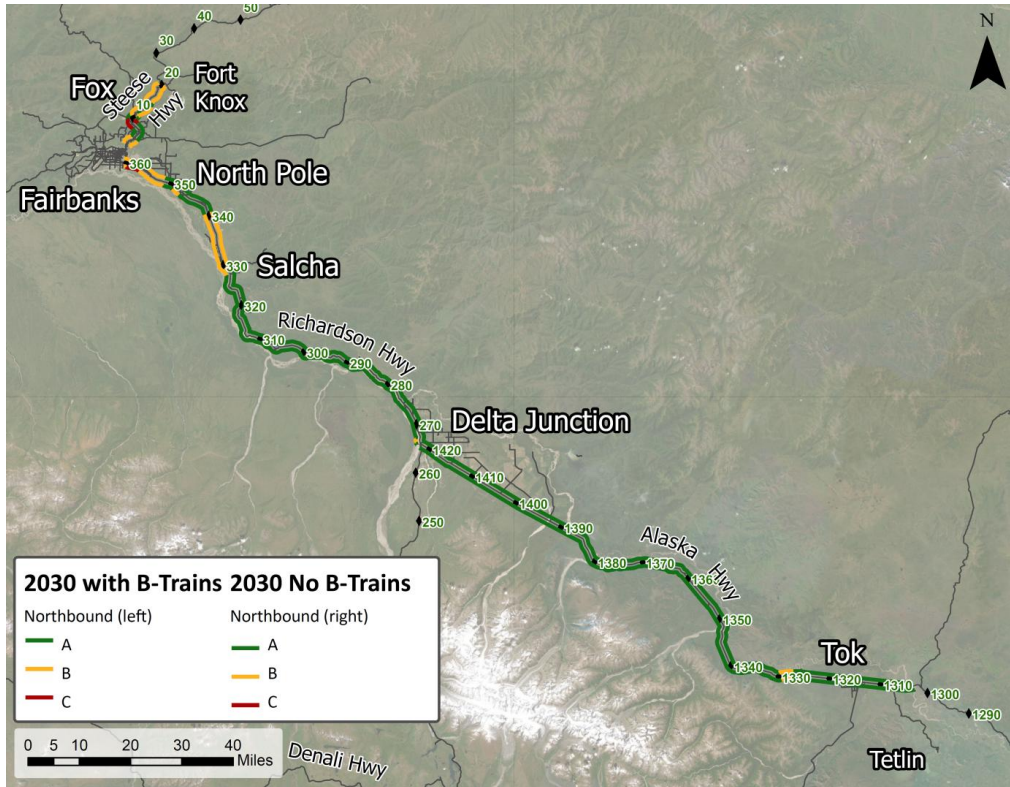 50
40
N
30
20
Fox
Fort
Knox
Steese
Hwy
10
360
North Pole
350
Fairbanks
340
330
Salcha
320
Richardson Hwy
310
300
290
280
270
Delta Junction
1420
260
1410
1400
250
1390
Alaska Hwy
1380
1370
1360
1350
Tok
1340
1330
1320
1310
1300
1290
Tetlin
Denali Hwy
2030 with B-Trains 2030 No B-Trains
Northbound (left) Northbound (right)
A A
B B
C C
0 5 10 20 30 40
Miles